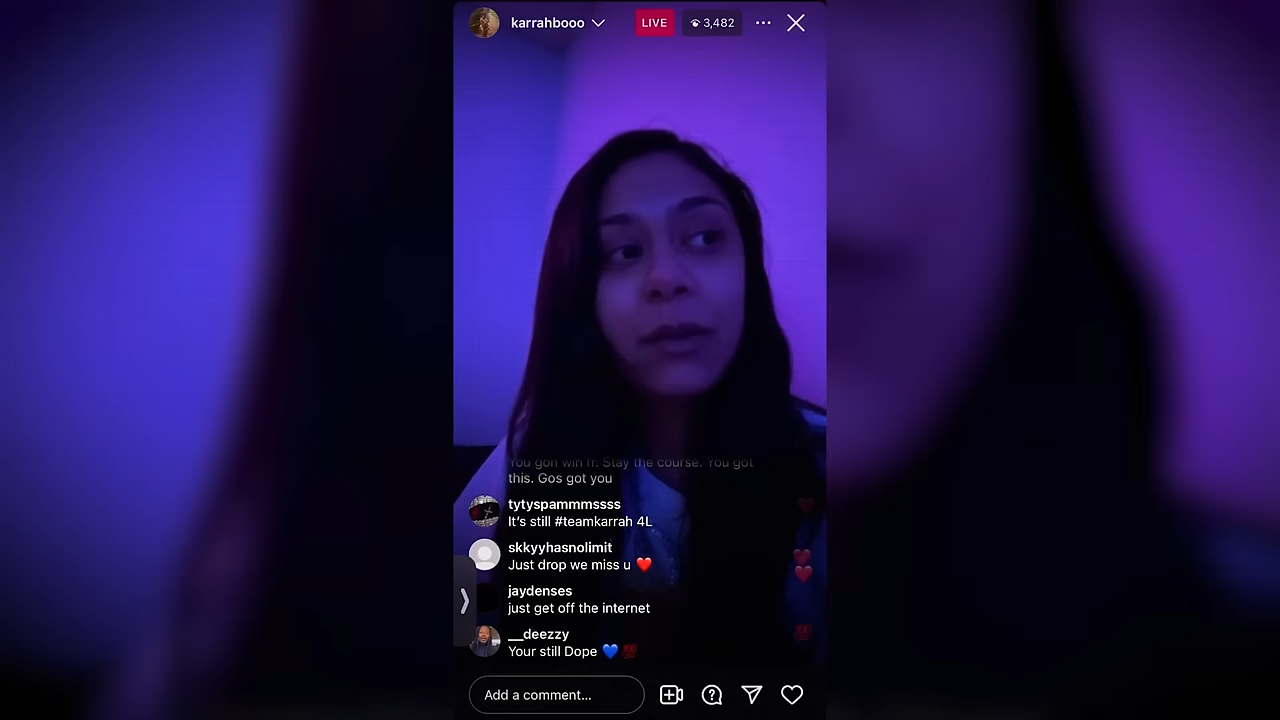 karrahbooo
LIVE
3,482
You gon win fr. Stay the course. You got
this. Gos got you
tytyspammmssss
It's still #teamkarrah 4L
skkyyhasnolimit
Just drop we miss u ❤️
jaydenses
just get off the internet
__deezzy
Your still Dope 💙 💯
Add a comment...